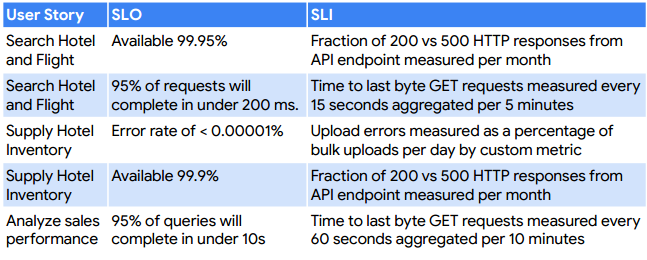 User Story SLO SLI
Search Hotel Available 99.95% Fraction of 200 vs 500 HTTP responses from
and Flight API endpoint measured per month
Search Hotel 95% of requests will Time to last byte GET requests measured every
and Flight complete in under 200 ms. 15 seconds aggregated per 5 minutes
Supply Hotel Error rate of < 0.00001% Upload errors measured as a percentage of
Inventory bulk uploads per day by custom metric
Supply Hotel Available 99.9% Fraction of 200 vs 500 HTTP responses from
Inventory API endpoint measured per month
Analyze sales 95% of queries will Time to last byte GET requests measured every
performance complete in under 10s 60 seconds aggregated per 10 minutes